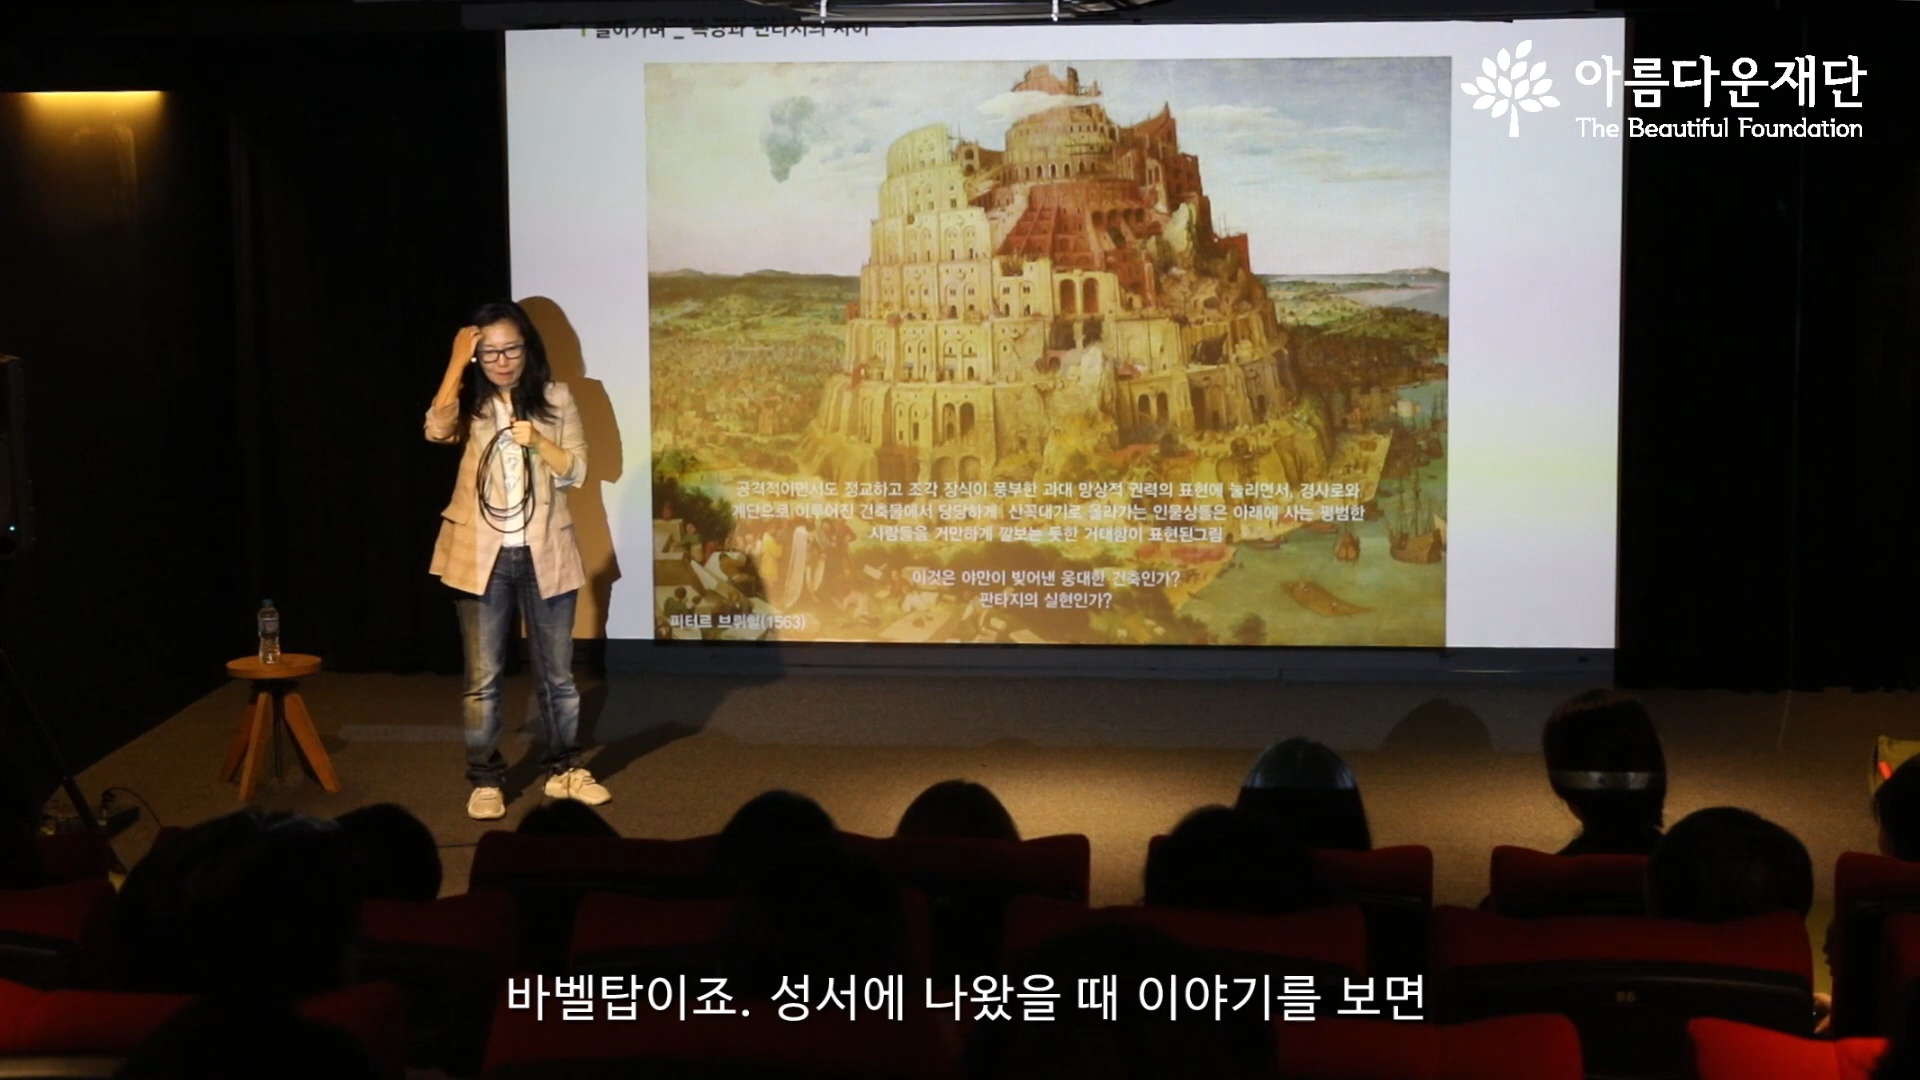 아름다운재단
The Beautiful Foundation
공격적이면서도 정교하고 조각 장식이 풍부한 과대 망상적 권력의 표현에 눌리면서, 경사로와
계단으로 이루어진 건축물에서 당당하게 산꼭대기로 올라가는 인물상들은 아래에 사는 평범한
사람들을 거만하게 깔보는 듯한 거대함이 표현된그림
이것은 야만이 빚어낸 웅대한 건축인가?
판타지의 실현인가?
피터르 브뤼헐(1563)
바벨탑이죠. 성서에 나왔을 때 이야기를 보면